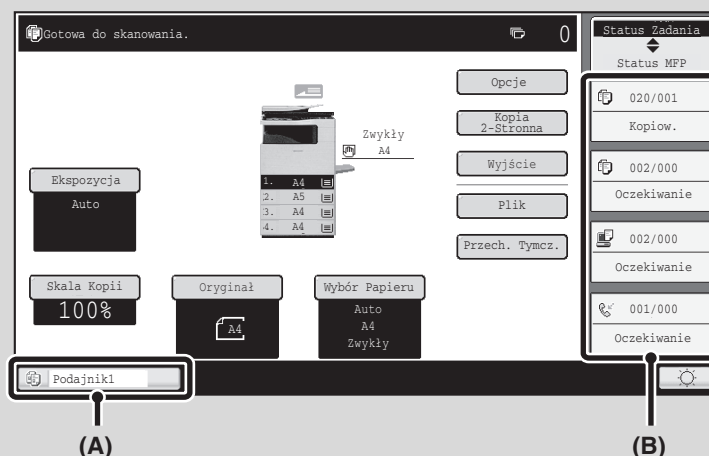 Gotowa do skanowania.
0
Status Zadania
Status MFP
020/001
Kopiow.
002/000
Oczekiwanie
002/000
Oczekiwanie
001/000
Oczekiwanie
Opcje
Kopia
2-Stronna
Wyjście
Plik
Przech. Tymcz.
Zwykły
A4
1. A4
2. A5
3. A4
4. A4
Ekspozycja
Auto
Skala Kopii
100%
Oryginał
A4
Wybór Papieru
Auto
A4
Zwykły
Podajnik1
(A)
(B)